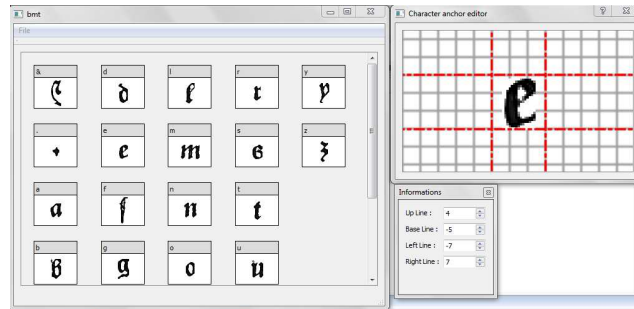 bmt
File
& d l r y
. e m s z
a f n t
b g o u
Character anchor editor
Informations
Up Line : 4
Base Line : -5
Left Line : -7
Right Line : 7